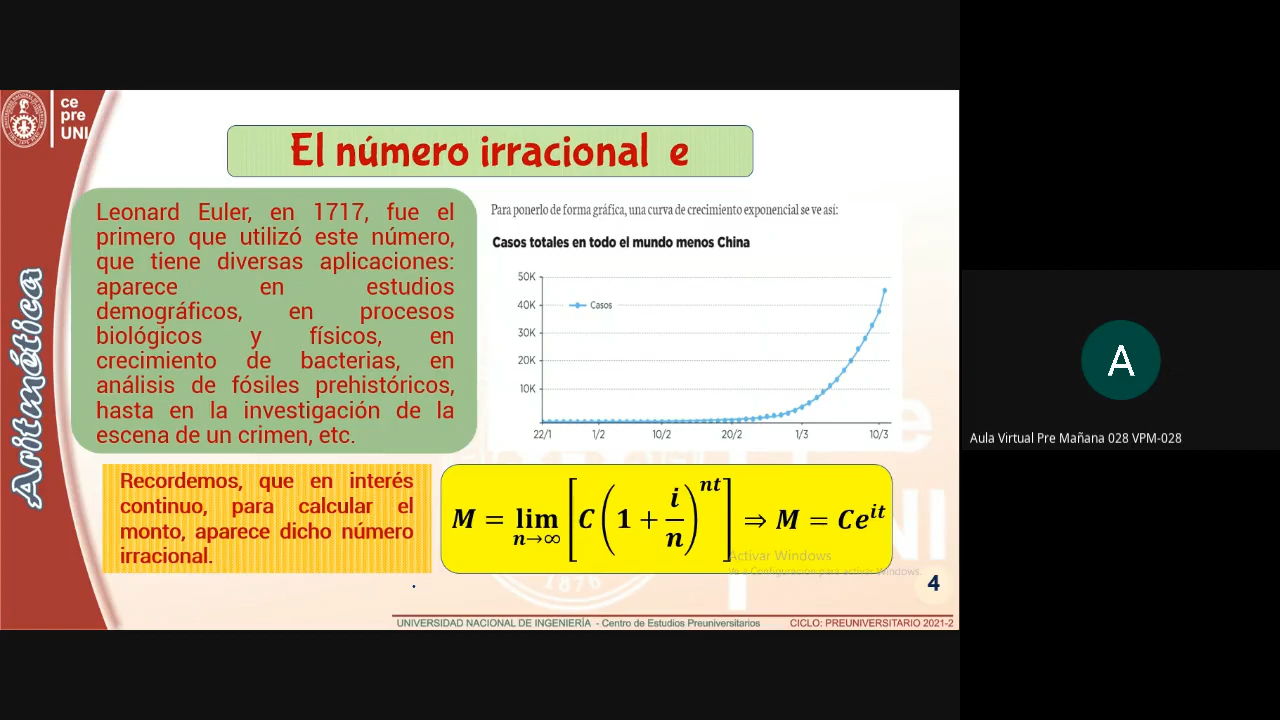 ce
pre
UNI
El número irracional e
Aritmética
Leonard Euler, en 1717, fue el
primero que utilizó este número,
que tiene diversas aplicaciones:
aparece en estudios
demográficos, en procesos
biológicos y físicos, en
crecimiento de bacterias, en
análisis de fósiles prehistóricos,
hasta en la investigación de la
escena de un crimen, etc.
Para ponerlo de forma gráfica, una curva de crecimiento exponencial se ve así:
Casos totales en todo el mundo menos China
50K
40K
30K
20K
10K
Casos
22/1 1/2 10/2 20/2 1/3 10/3
Recordemos, que en interés
continuo, para calcular el
monto, aparece dicho número
irracional.
M = lim n→∞ [C(1 + i/n)^nt] ⇒ M = Ce^it
Activar Windows
Ve a Configuración para activar Windows.
1876
4
UNIVERSIDAD NACIONAL DE INGENIERÍA - Centro de Estudios Preuniversitarios CICLO: PREUNIVERSITARIO 2021-2
A
Aula Virtual Pre Mañana 028 VPM-028